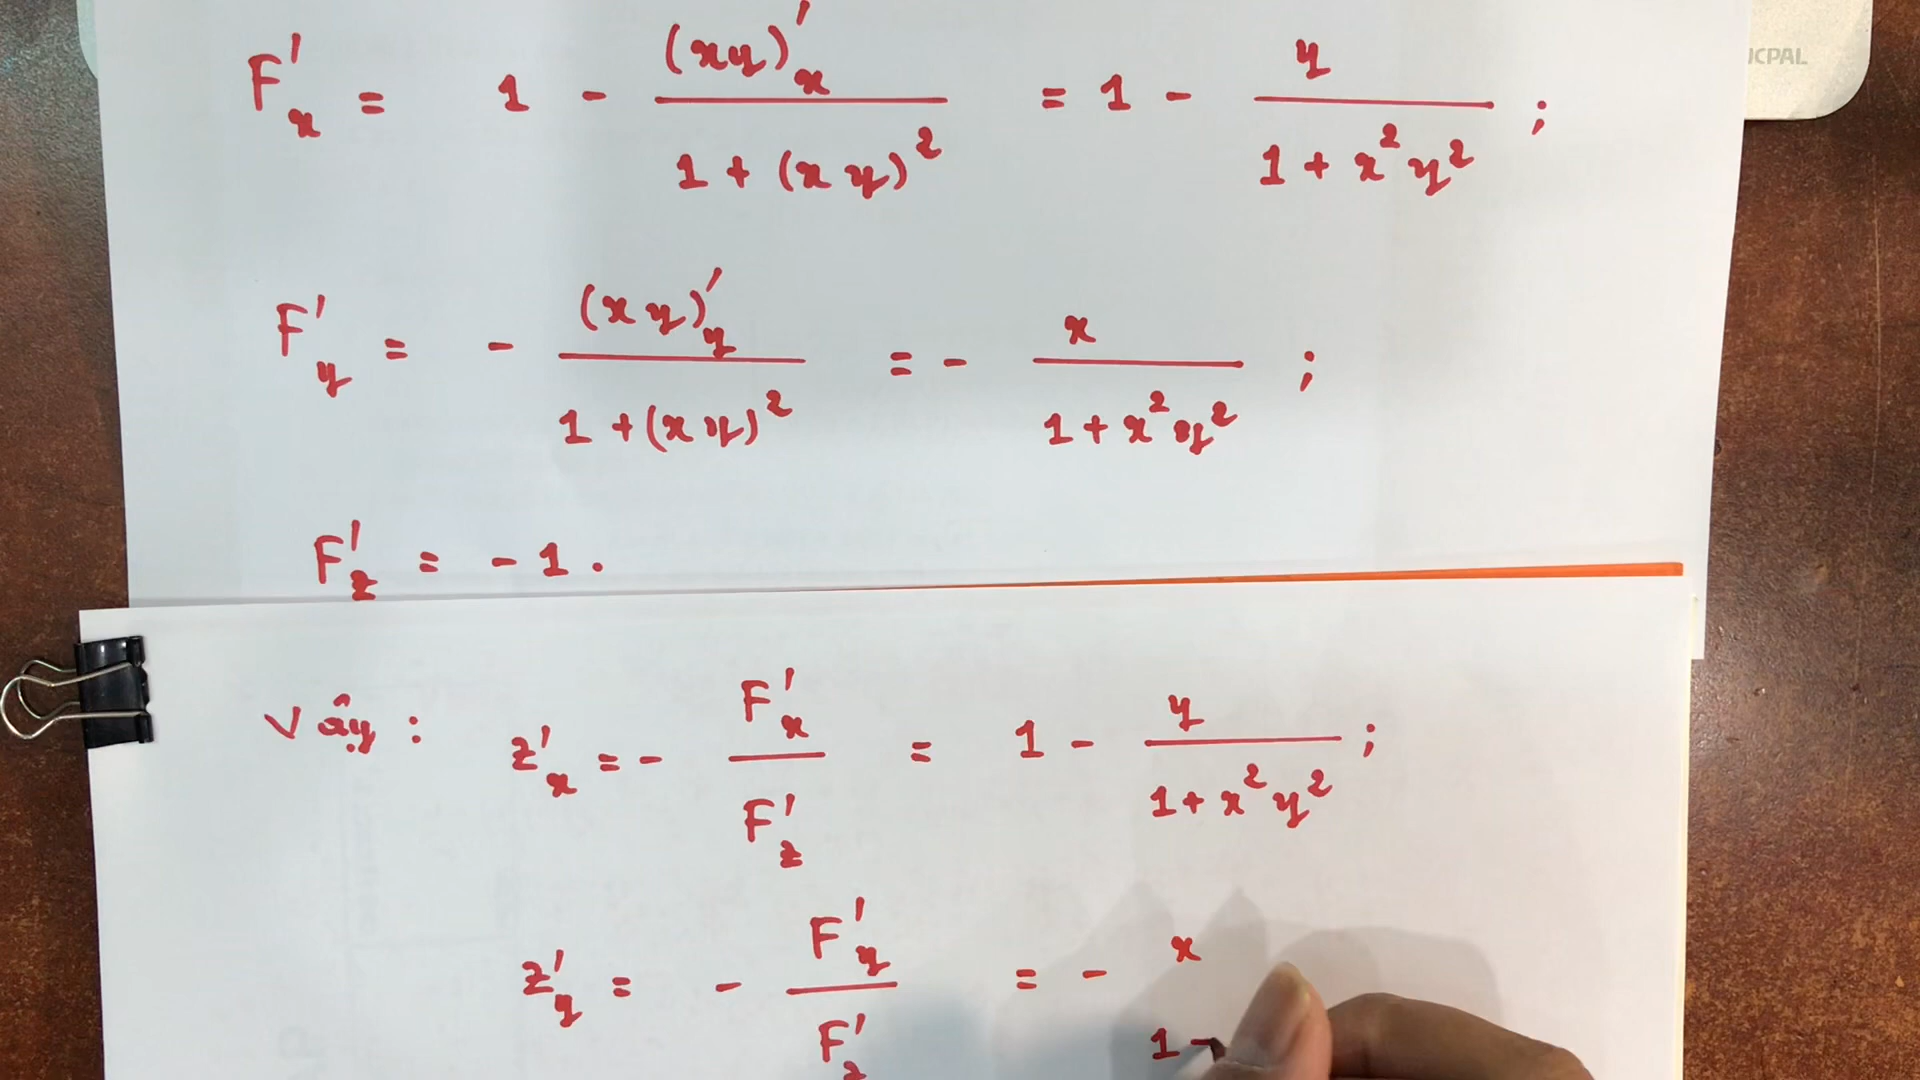 F'x = 1 - (xy)'x / (1 + (xy)²) = 1 - y / (1 + x²y²) ;
F'y = - (xy)'y / (1 + (xy)²) = - x / (1 + x²y²) ;
F'z = - 1 .
Vậy : z'x = - F'x / F'z = 1 - y / (1 + x²y²) ;
z'y = - F'y / F'z = - x / 1 -